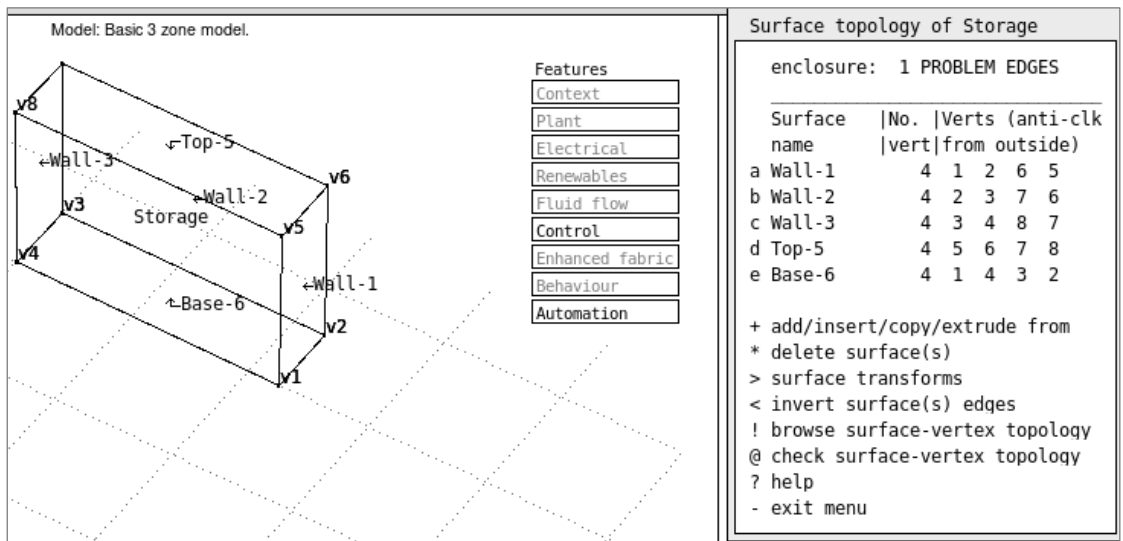 Model: Basic 3 zone model.
v8
Top-5
Wall-3
v6
Wall-2
v3
Storage
v5
v4
Wall-1
Base-6
v2
v1
Features
Context
Plant
Electrical
Renewables
Fluid flow
Control
Enhanced fabric
Behaviour
Automation
Surface topology of Storage
enclosure: 1 PROBLEM EDGES
Surface |No. |Verts (anti-clk
name |vert|from outside)
a Wall-1 4 1 2 6 5
b Wall-2 4 2 3 7 6
c Wall-3 4 3 4 8 7
d Top-5 4 5 6 7 8
e Base-6 4 1 4 3 2
+ add/insert/copy/extrude from
* delete surface(s)
> surface transforms
< invert surface(s) edges
! browse surface-vertex topology
@ check surface-vertex topology
? help
- exit menu